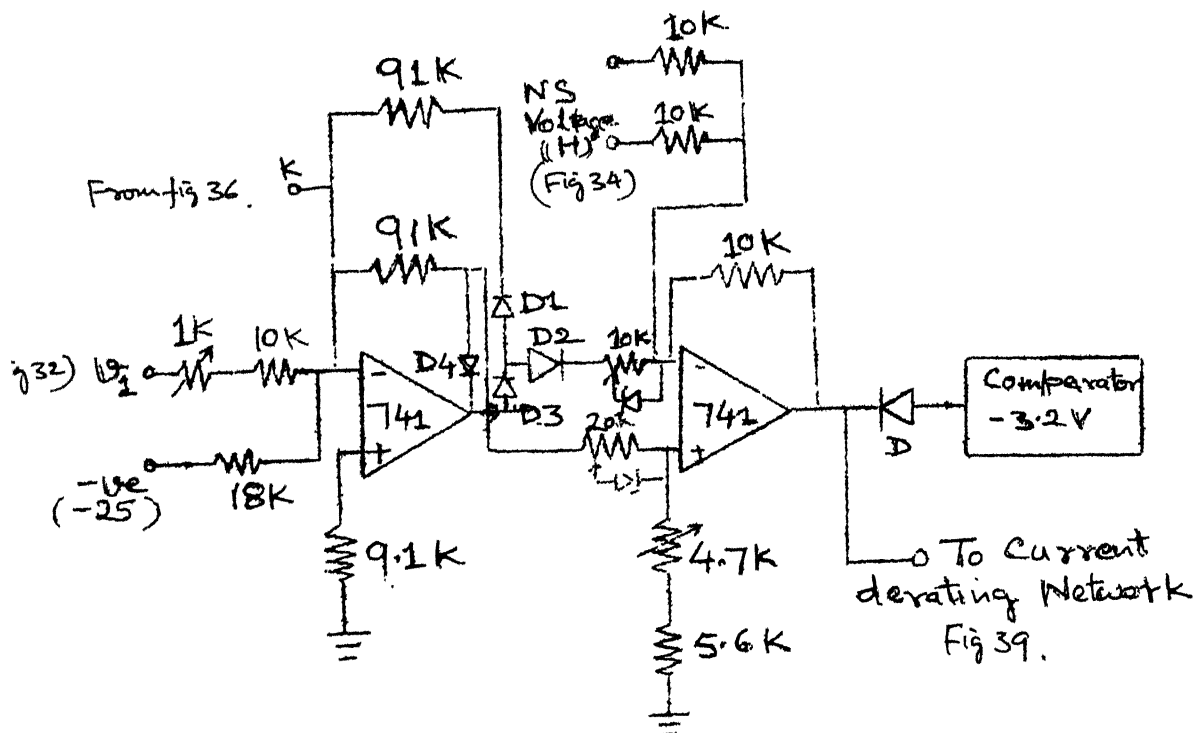 10K
91K
NS
Voltage
(H)
(Fig 34)
10K
From fig 36.
K
91K
10K
1K
10K
D1
D2
10K
D4
D3
-
741
+
20K
-
741
+
D
Comparator
-3.2V
-ve
(-25)
18K
9.1K
4.7K
5.6K
To Current
derating Network
Fig 39.